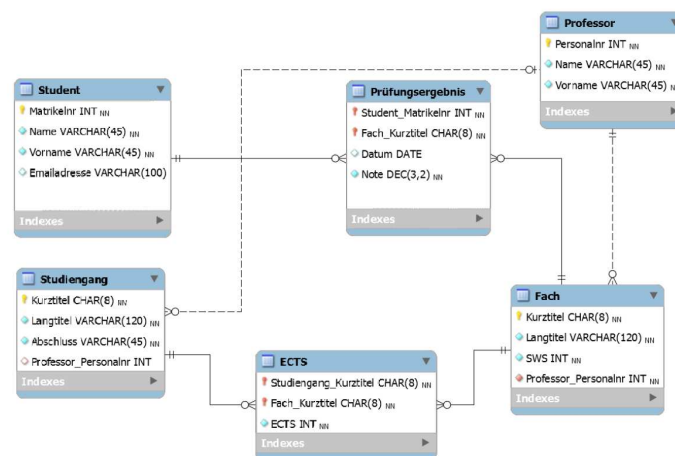 Professor
Personalnr INT NN
Name VARCHAR(45) NN
Vorname VARCHAR(45) NN
Indexes
Student
Matrikelnr INT NN
Name VARCHAR(45) NN
Vorname VARCHAR(45) NN
Emailadresse VARCHAR(100)
Indexes
Prüfungsergebnis
Student_Matrikelnr INT NN
Fach_Kurztitel CHAR(8) NN
Datum DATE
Note DEC(3,2) NN
Indexes
Studiengang
Kurztitel CHAR(8) NN
Langtitel VARCHAR(120) NN
Abschluss VARCHAR(45) NN
Professor_Personalnr INT
Indexes
ECTS
Studiengang_Kurztitel CHAR(8) NN
Fach_Kurztitel CHAR(8) NN
ECTS INT NN
Indexes
Fach
Kurztitel CHAR(8) NN
Langtitel VARCHAR(120) NN
SWS INT NN
Professor_Personalnr INT NN
Indexes